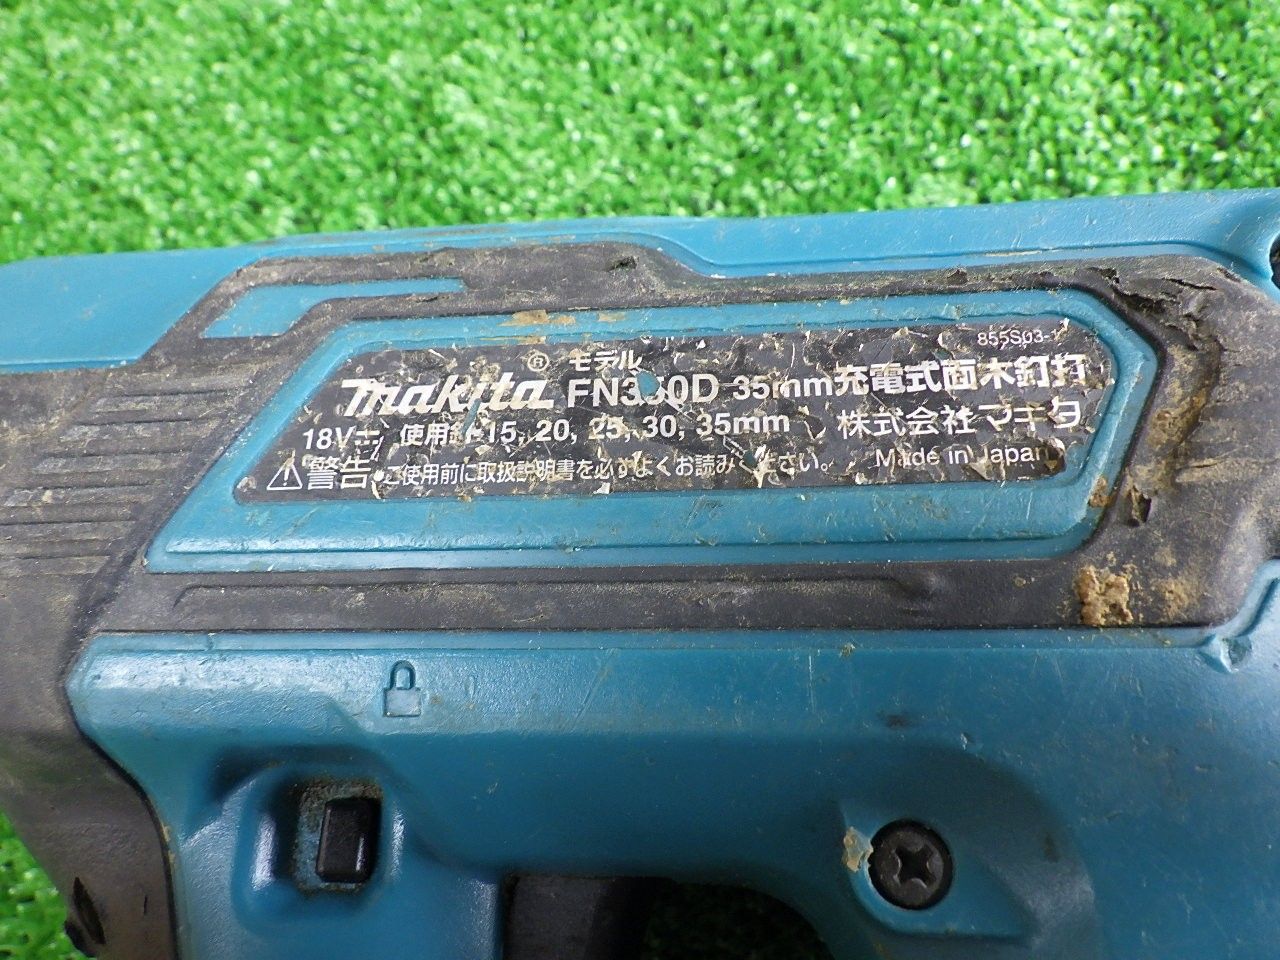 855S03-1
makita® モデル FN350D 35mm充電式面木釘打
18V⎓ 使用釘 15, 20, 25, 30, 35mm 株式会社マキタ
⚠警告 ご使用前に取扱説明書を必ずよくお読みください。 Made in Japan